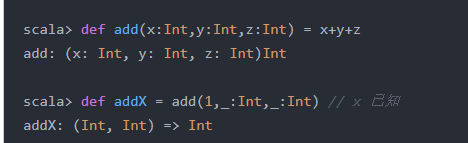 scala> def add(x:Int,y:Int,z:Int) = x+y+z
add: (x: Int, y: Int, z: Int)Int
scala> def addX = add(1,_:Int,_:Int) // x 已知
addX: (Int, Int) => Int